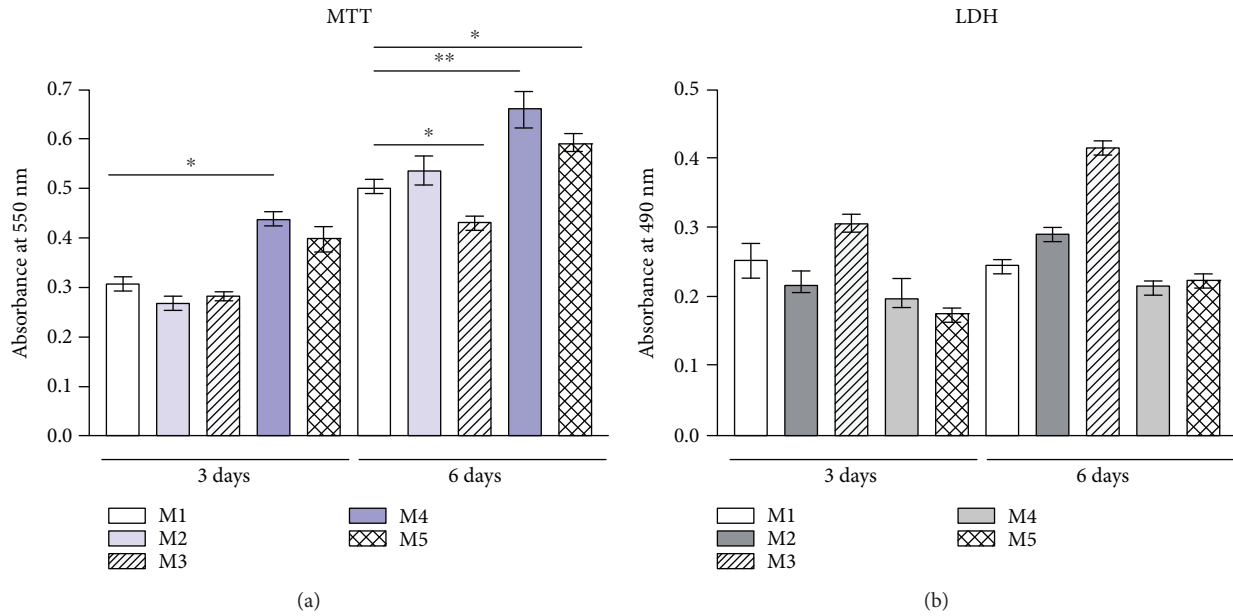 MTT
Absorbance at 550 nm
0.7
0.6
0.5
0.4
0.3
0.2
0.1
0.0
*
*
**
*
3 days
6 days
M1
M2
M3
M4
M5
(a)
LDH
Absorbance at 490 nm
0.5
0.4
0.3
0.2
0.1
0.0
3 days
6 days
M1
M2
M3
M4
M5
(b)